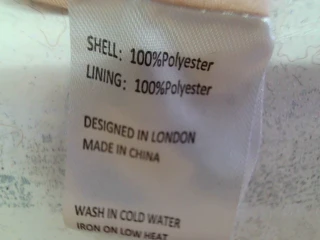 SHELL: 100%Polyester
LINING: 100%Polyester
DESIGNED IN LONDON
MADE IN CHINA
WASH IN COLD WATER
IRON ON LOW HEAT